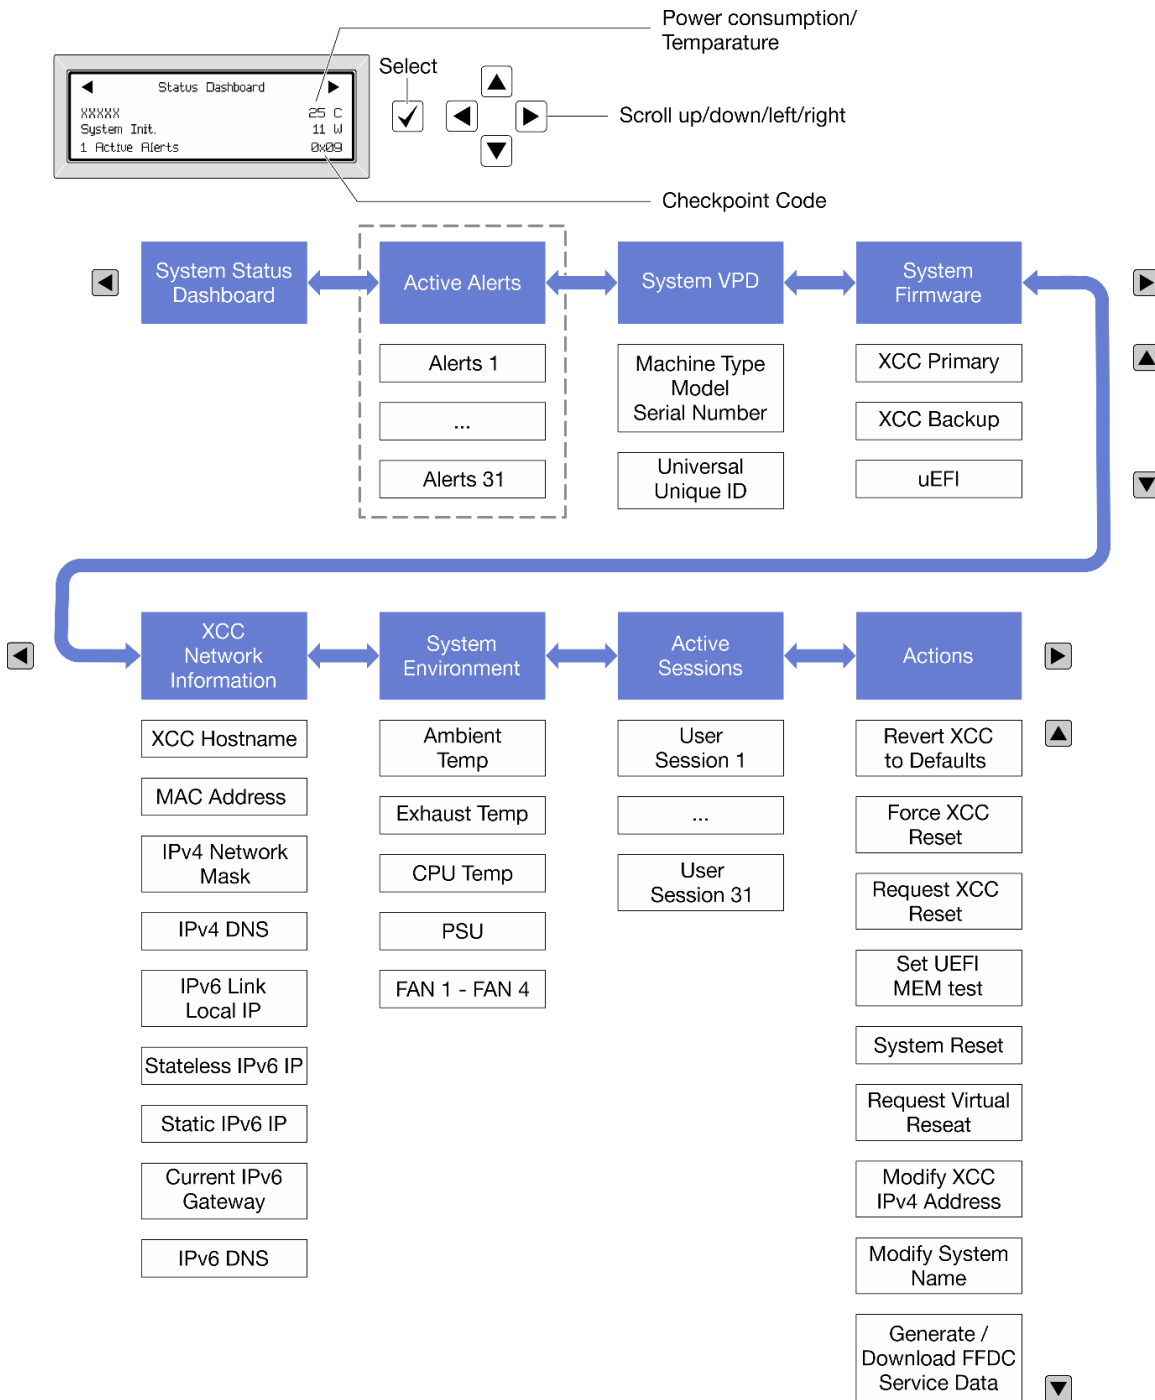 Power consumption/
Temparature
Select
Status Dashboard
XXXXX 25 C
System Init. 11 W
1 Active Alerts 0x09
Scroll up/down/left/right
Checkpoint Code
System Status
Dashboard
Active Alerts
System VPD
System
Firmware
Alerts 1
...
Alerts 31
Machine Type
Model
Serial Number
Universal
Unique ID
XCC Primary
XCC Backup
uEFI
XCC
Network
Information
System
Environment
Active
Sessions
Actions
XCC Hostname
MAC Address
IPv4 Network
Mask
IPv4 DNS
IPv6 Link
Local IP
Stateless IPv6 IP
Static IPv6 IP
Current IPv6
Gateway
IPv6 DNS
Ambient
Temp
Exhaust Temp
CPU Temp
PSU
FAN 1 - FAN 4
User
Session 1
...
User
Session 31
Revert XCC
to Defaults
Force XCC
Reset
Request XCC
Reset
Set UEFI
MEM test
System Reset
Request Virtual
Reseat
Modify XCC
IPv4 Address
Modify System
Name
Generate /
Download FFDC
Service Data